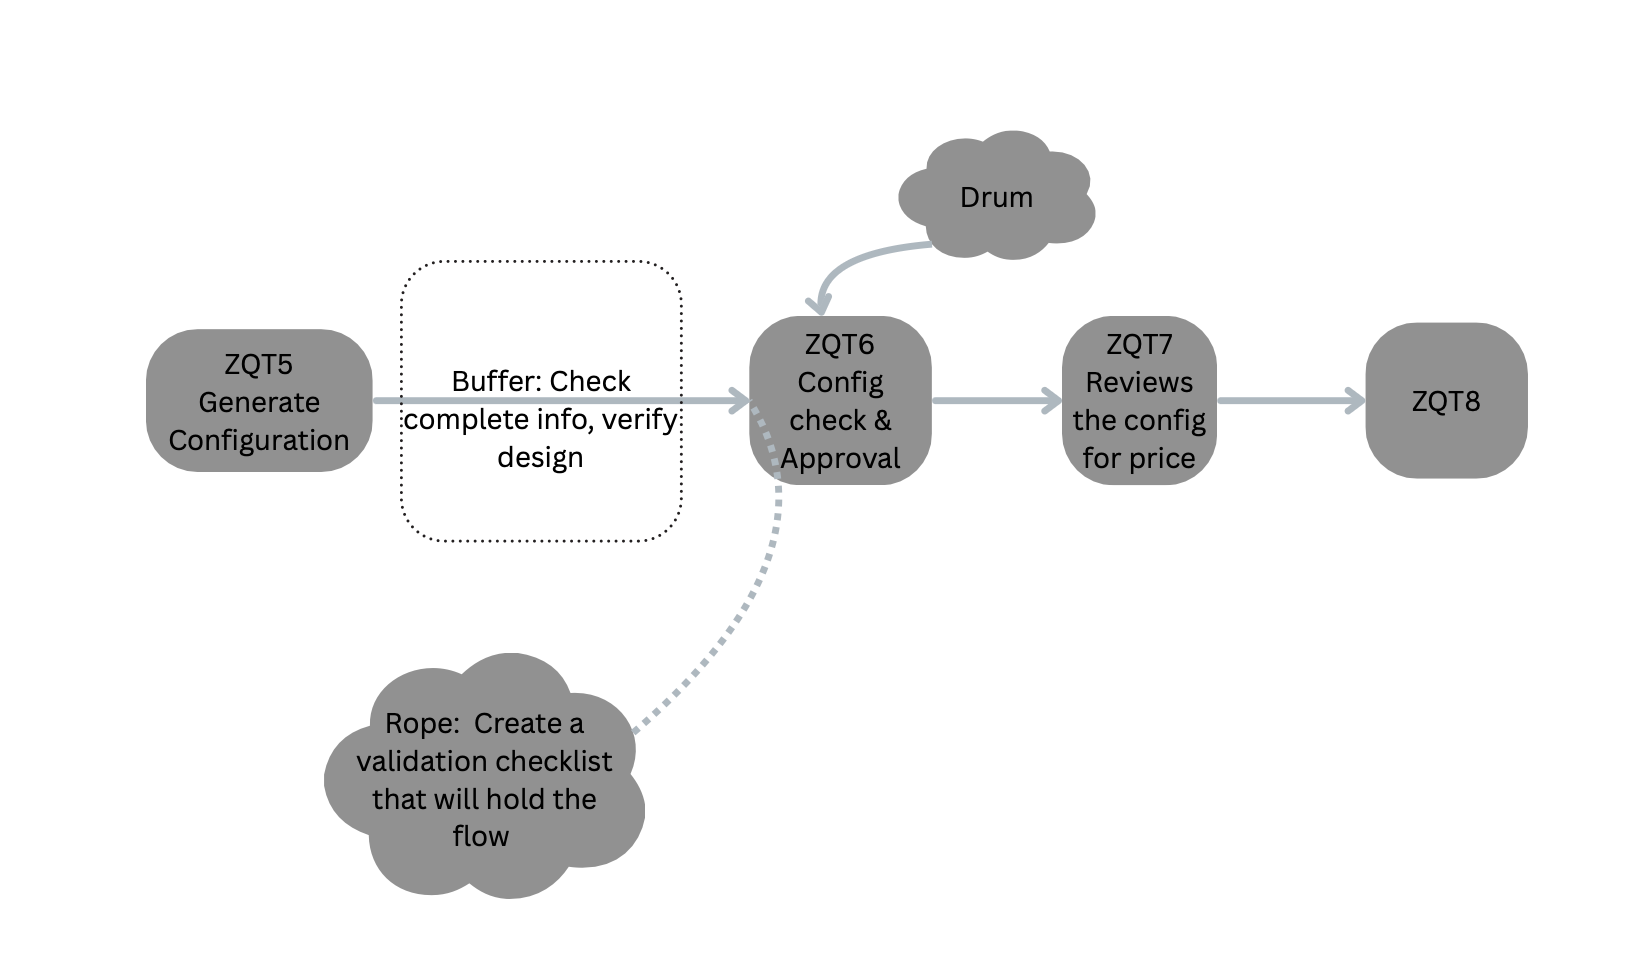 Drum
ZQT5
Generate
Configuration
Buffer: Check
complete info, verify
design
ZQT6
Config
check &
Approval
ZQT7
Reviews
the config
for price
ZQT8
Rope:  Create a
validation checklist
that will hold the
flow